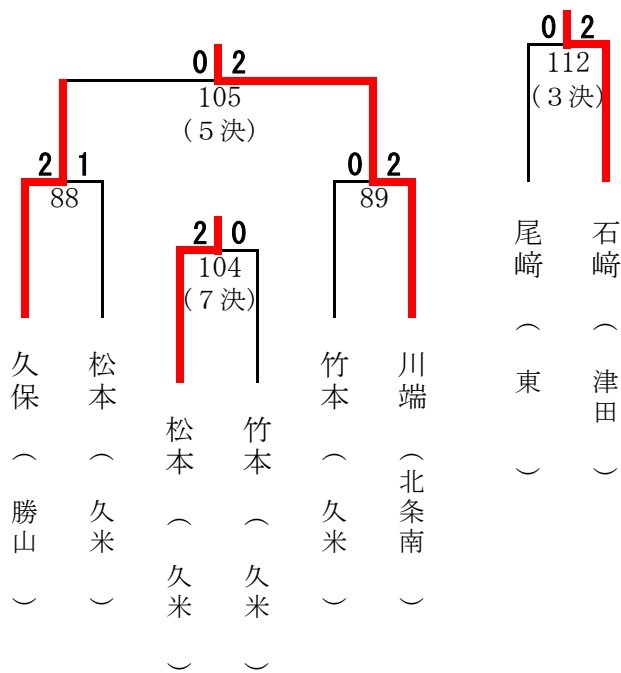 0 2
112
(３決)
0 2
105
(５決)
2 1
88
0 2
89
2 0
104
(７決)
久保（勝山）
松本（久米）
松本（久米）
竹本（久米）
竹本（久米）
川端（北条南）
尾﨑（東）
石﨑（津田）